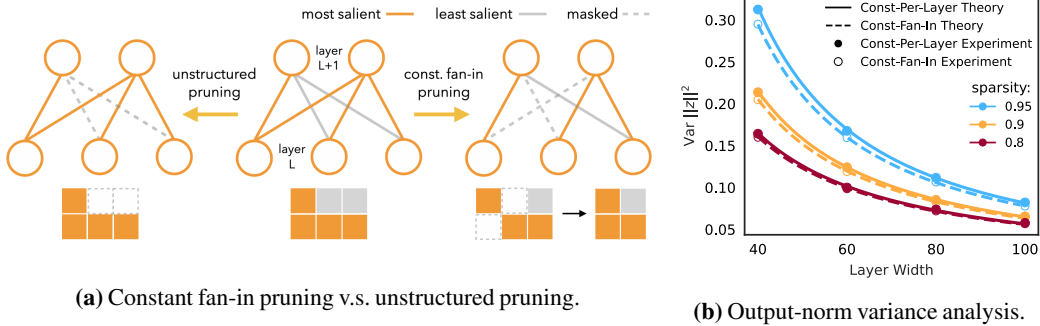 most salient least salient masked
layer
L+1
unstructured
pruning
const. fan-in
pruning
layer
L
(a) Constant fan-in pruning v.s. unstructured pruning.
Var ||z||²
0.30
0.25
0.20
0.15
0.10
0.05
40 60 80 100
Layer Width
Const-Per-Layer Theory
Const-Fan-In Theory
Const-Per-Layer Experiment
Const-Fan-In Experiment
sparsity:
0.95
0.9
0.8
(b) Output-norm variance analysis.